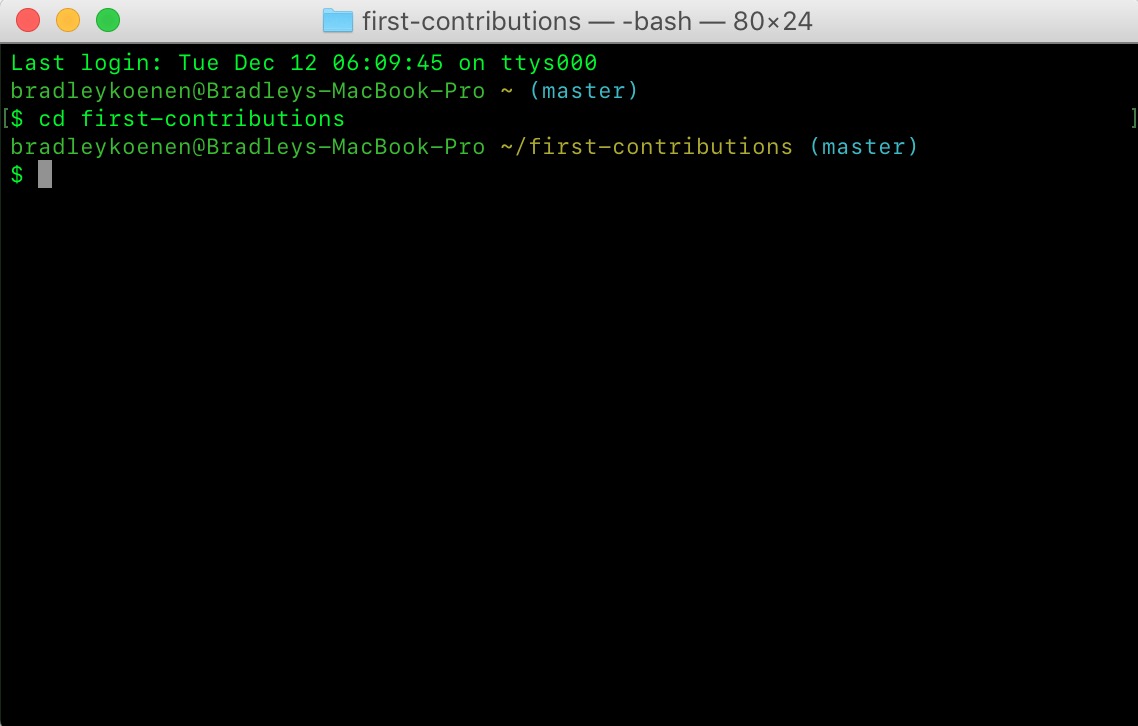 first-contributions — -bash — 80×24
Last login: Tue Dec 12 06:09:45 on ttys000
bradleykoenen@Bradleys-MacBook-Pro ~ (master)
[$ cd first-contributions ]
bradleykoenen@Bradleys-MacBook-Pro ~/first-contributions (master)
$